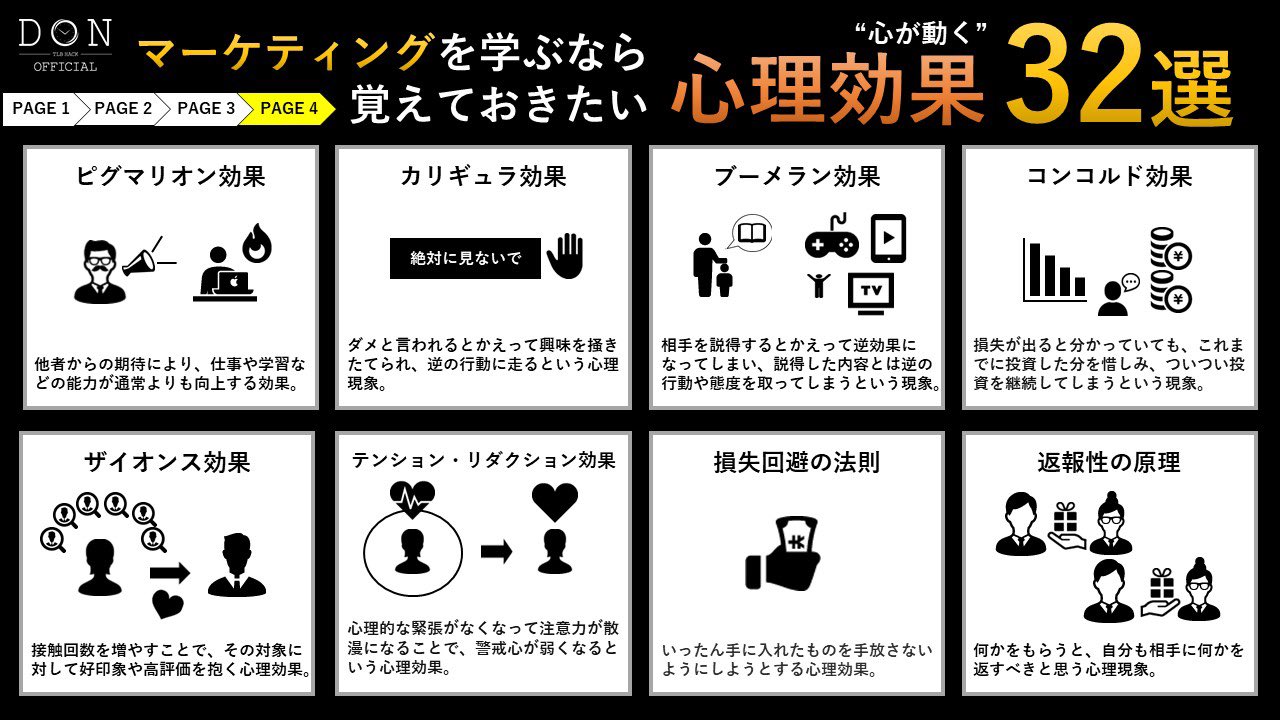 DON
TLB HACK
OFFICIAL
マーケティングを学ぶなら
覚えておきたい
“心が動く”
心理効果
32選
PAGE 1
PAGE 2
PAGE 3
PAGE 4
ピグマリオン効果
他者からの期待により、仕事や学習な
どの能力が通常よりも向上する効果。
カリギュラ効果
絶対に見ないで
ダメと言われるとかえって興味を掻き
たてられ、逆の行動に走るという心理
現象。
ブーメラン効果
TV
相手を説得するとかえって逆効果に
なってしまい、説得した内容とは逆の
行動や態度を取ってしまうという現象。
コンコルド効果
¥
¥
損失が出ると分かっていても、これま
でに投資した分を惜しみ、ついつい投
資を継続してしまうという現象。
ザイオンス効果
接触回数を増やすことで、その対象に
対して好印象や高評価を抱く心理効果。
テンション・リダクション効果
心理的な緊張がなくなって注意力が散
漫になることで、警戒心が弱くなると
いう心理効果。
損失回避の法則
いったん手に入れたものを手放さない
ようにしようとする心理効果。
返報性の原理
何かをもらうと、自分も相手に何かを
返すべきと思う心理現象。